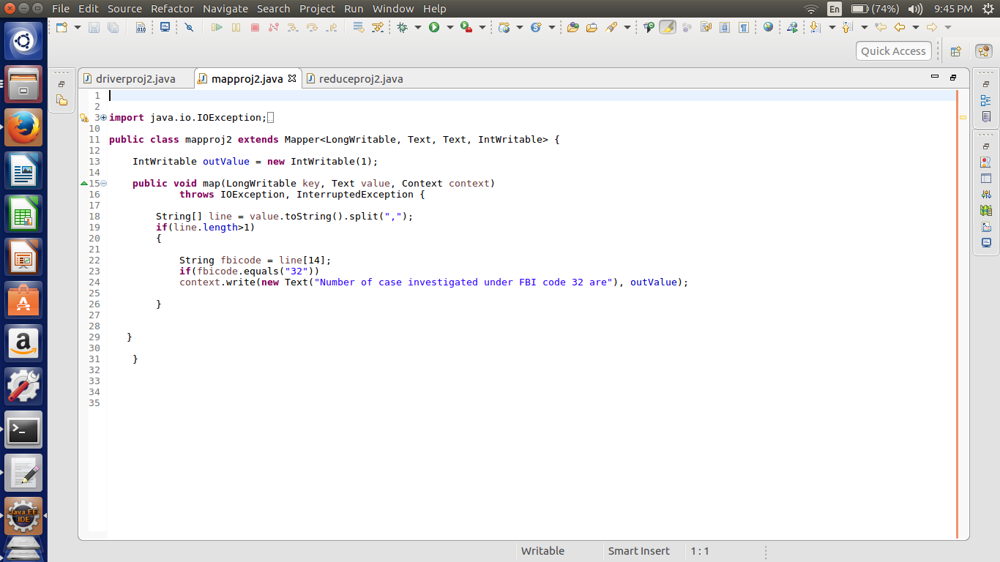 File Edit Source Refactor Navigate Search Project Run Window Help
En (74%) 9:45 PM
010
Quick Access
driverproj2.java mapproj2.java reduceproj2.java
1
2
3 import java.io.IOException;
10
11 public class mapproj2 extends Mapper<LongWritable, Text, Text, IntWritable> {
12
13 IntWritable outValue = new IntWritable(1);
14
15 public void map(LongWritable key, Text value, Context context)
16 throws IOException, InterruptedException {
17
18 String[] line = value.toString().split(",");
19 if(line.length>1)
20 {
21
22 String fbicode = line[14];
23 if(fbicode.equals("32"))
24 context.write(new Text("Number of case investigated under FBI code 32 are"), outValue);
25
26 }
27
28
29 }
30
31 }
32
33
34
35
Java EE
IDE
Writable Smart Insert 1 : 1